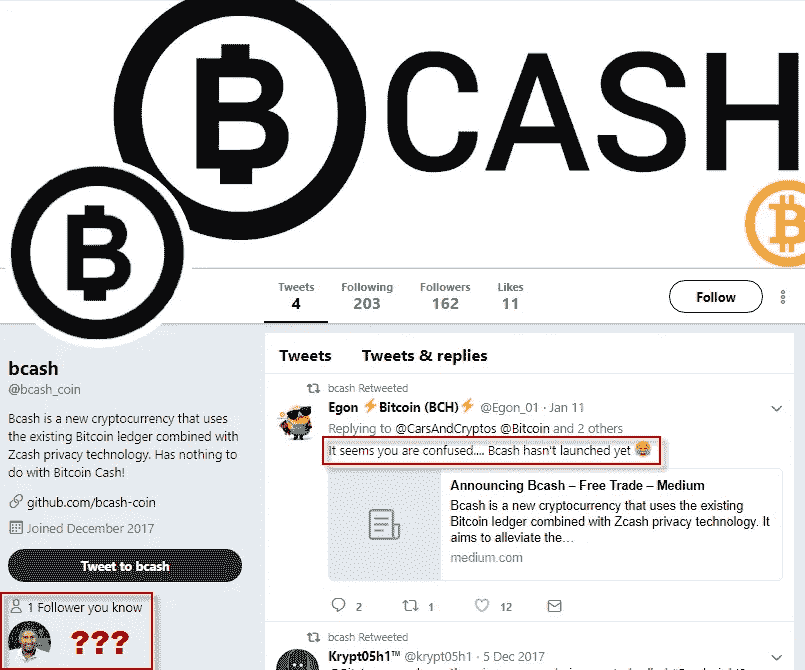 CASH
Tweets Following Followers Likes
4 203 162 11
Follow
bcash
@bcash_coin
Bcash is a new cryptocurrency that uses
the existing Bitcoin ledger combined with
Zcash privacy technology. Has nothing to
do with Bitcoin Cash!
github.com/bcash-coin
Joined December 2017
Tweet to bcash
1 Follower you know
???
Tweets Tweets & replies
bcash Retweeted
Egon ⚡Bitcoin (BCH)⚡ @Egon_01 · Jan 11
Replying to @CarsAndCryptos @Bitcoin and 2 others
It seems you are confused.... Bcash hasn't launched yet
Announcing Bcash – Free Trade – Medium
Bcash is a new cryptocurrency that uses the existing
Bitcoin ledger combined with Zcash privacy technology. It
aims to alleviate the…
medium.com
2 1 12
bcash Retweeted
Krypt05h1™ @krypt05h1 · 5 Dec 2017